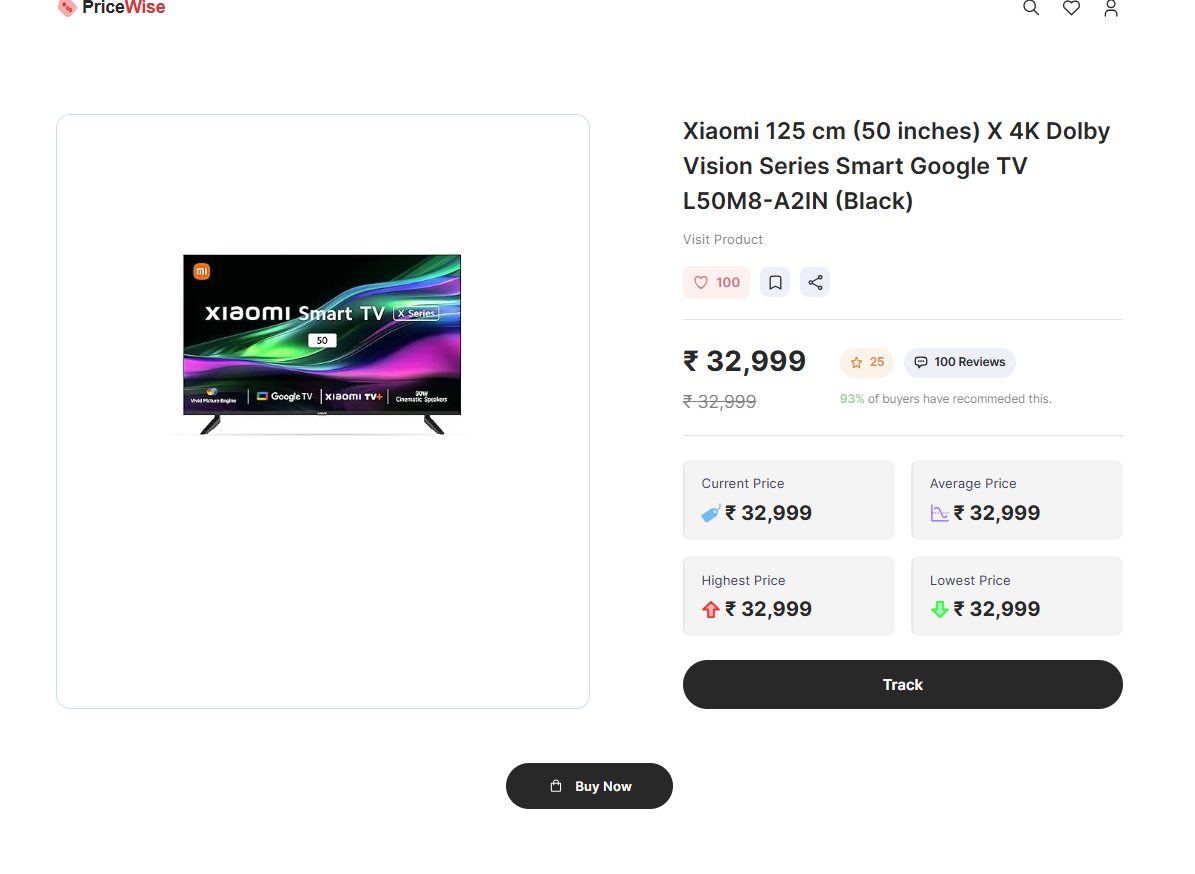 PriceWise
Xiaomi 125 cm (50 inches) X 4K Dolby
Vision Series Smart Google TV
L50M8-A2IN (Black)
Visit Product
100
mi
xiaomi Smart TV X Series
50
Vivid Picture Engine Google TV xiaomi TV+ 30W
Cinematic Speakers
₹ 32,999
25
100 Reviews
₹ 32,999
93% of buyers have recommeded this.
Current Price
₹ 32,999
Average Price
₹ 32,999
Highest Price
₹ 32,999
Lowest Price
₹ 32,999
Track
Buy Now